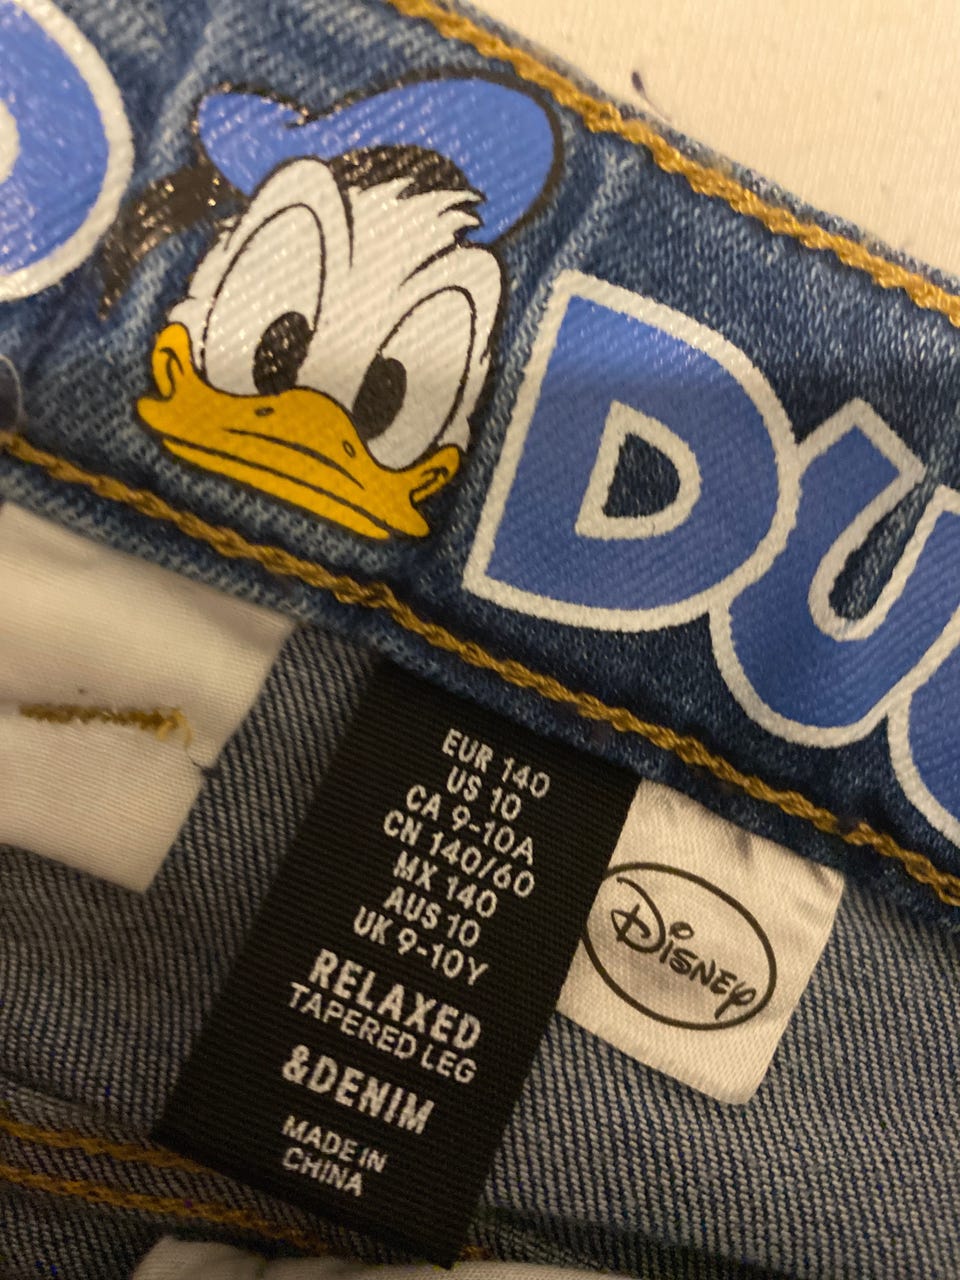 D
DU
EUR 140
US 10
CA 9-10A
CN 140/60
MX 140
AUS 10
UK 9-10Y
RELAXED
TAPERED LEG
&DENIM
MADE IN
CHINA
Disney